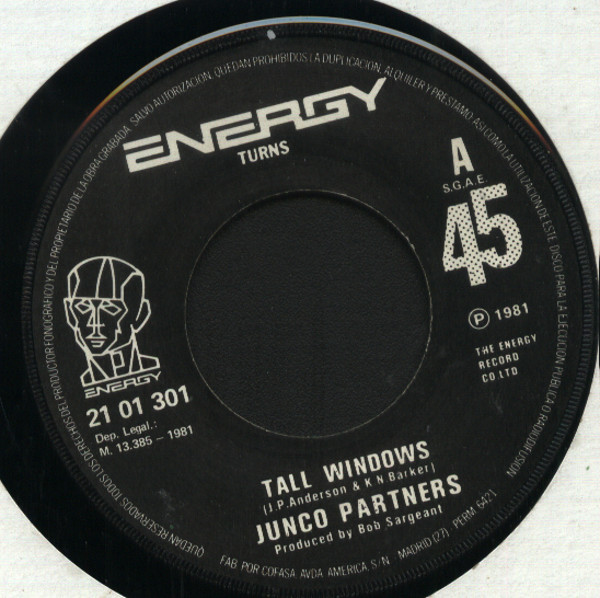 QUEDAN RESERVADOS TODOS LOS DERECHOS DEL PRODUCTOR FONOGRAFICO Y DEL PROPIETARIO DE LA OBRA GRABADA. SALVO AUTORIZACION, QUEDAN PROHIBIDOS LA DUPLICACION, ALQUILER Y PRESTAMO, ASI COMO LA UTILIZACION DE ESTE DISCO PARA LA EJECUCION PUBLICA O RADIODIFUSION
ENERGY
TURNS
A
S.G.A.E.
45
Ⓟ 1981
THE ENERGY
RECORD
CO.LTD
ENERGY
21 01 301
Dep. Legal.:
M. 13.385 – 1981
TALL WINDOWS
(J.P.Anderson & K.N.Barker)
JUNCO PARTNERS
Produced by Bob Sargeant
FAB. POR COFASA, AVDA. AMERICA, S/N - MADRID (27) PERM. 6421